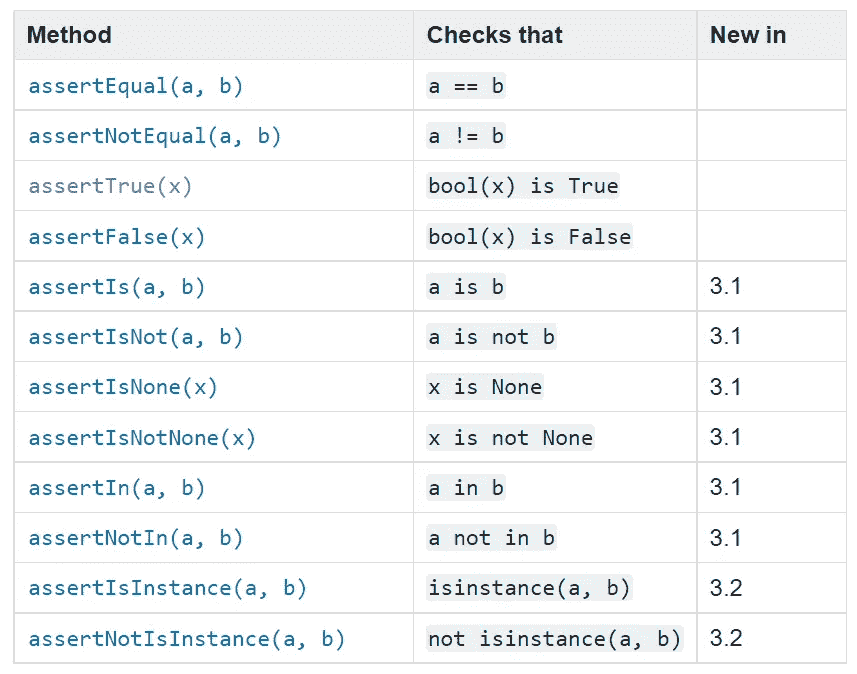 Method Checks that New in
assertEqual(a, b) a == b
assertNotEqual(a, b) a != b
assertTrue(x) bool(x) is True
assertFalse(x) bool(x) is False
assertIs(a, b) a is b 3.1
assertIsNot(a, b) a is not b 3.1
assertIsNone(x) x is None 3.1
assertIsNotNone(x) x is not None 3.1
assertIn(a, b) a in b 3.1
assertNotIn(a, b) a not in b 3.1
assertIsInstance(a, b) isinstance(a, b) 3.2
assertNotIsInstance(a, b) not isinstance(a, b) 3.2